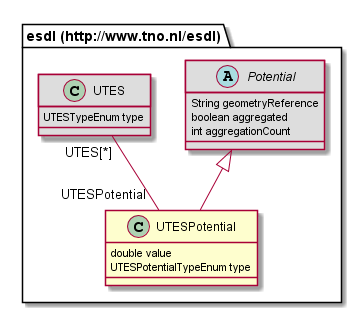 esdl (http://www.tno.nl/esdl)
C UTES
UTESTypeEnum type
A Potential
String geometryReference
boolean aggregated
int aggregationCount
UTES[*]
UTESPotential
C UTESPotential
double value
UTESPotentialTypeEnum type